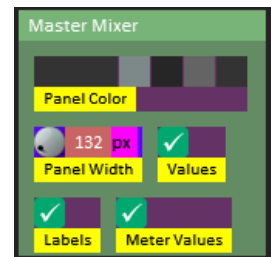 Master Mixer
Panel Color
132 px
Panel Width
Values
Labels
Meter Values